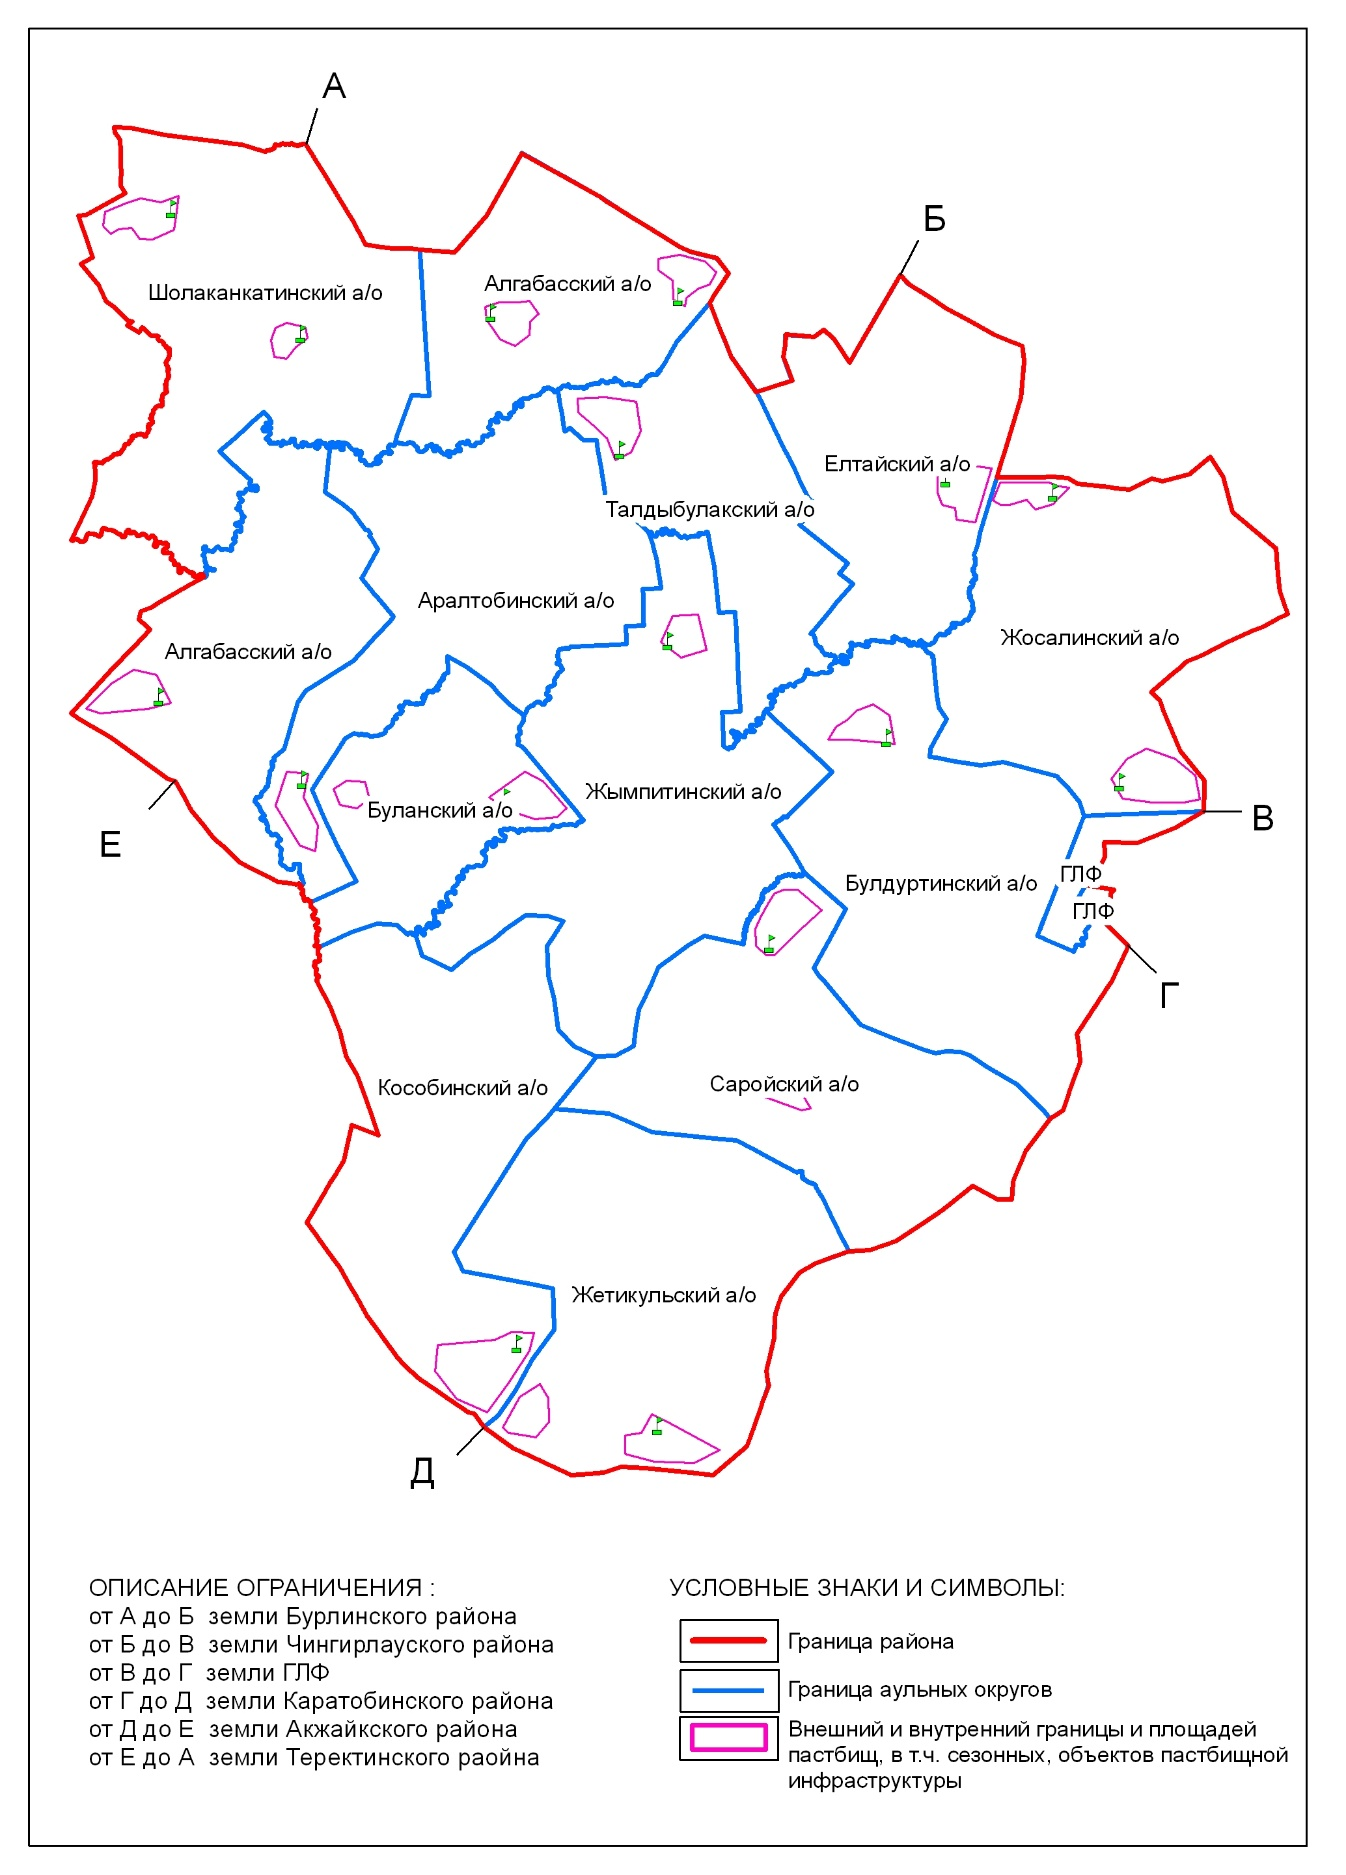 А
Б
Алгабасский а/о
Шолаканкатинский а/о
Елтайский а/о
Талдыбулакский а/о
Аралтобинский а/о
Жосалинский а/о
Алгабасский а/о
Жымпитинский а/о
Буланский а/о
В
Е
ГЛФ
Булдуртинский а/о
ГЛФ
Г
Саройский а/о
Кособинский а/о
Жетикульский а/о
Д
ОПИСАНИЕ ОГРАНИЧЕНИЯ :
от А до Б земли Бурлинского района
от Б до В земли Чингирлауского района
от В до Г земли ГЛФ
от Г до Д земли Каратобинского района
от Д до Е земли Акжайкского района
от Е до А земли Теректинского раойна
УСЛОВНЫЕ ЗНАКИ И СИМВОЛЫ:
Граница района
Граница аульных округов
Внешний и внутренний границы и площадей
пастбищ, в т.ч. сезонных, объектов пастбищной
инфраструктуры